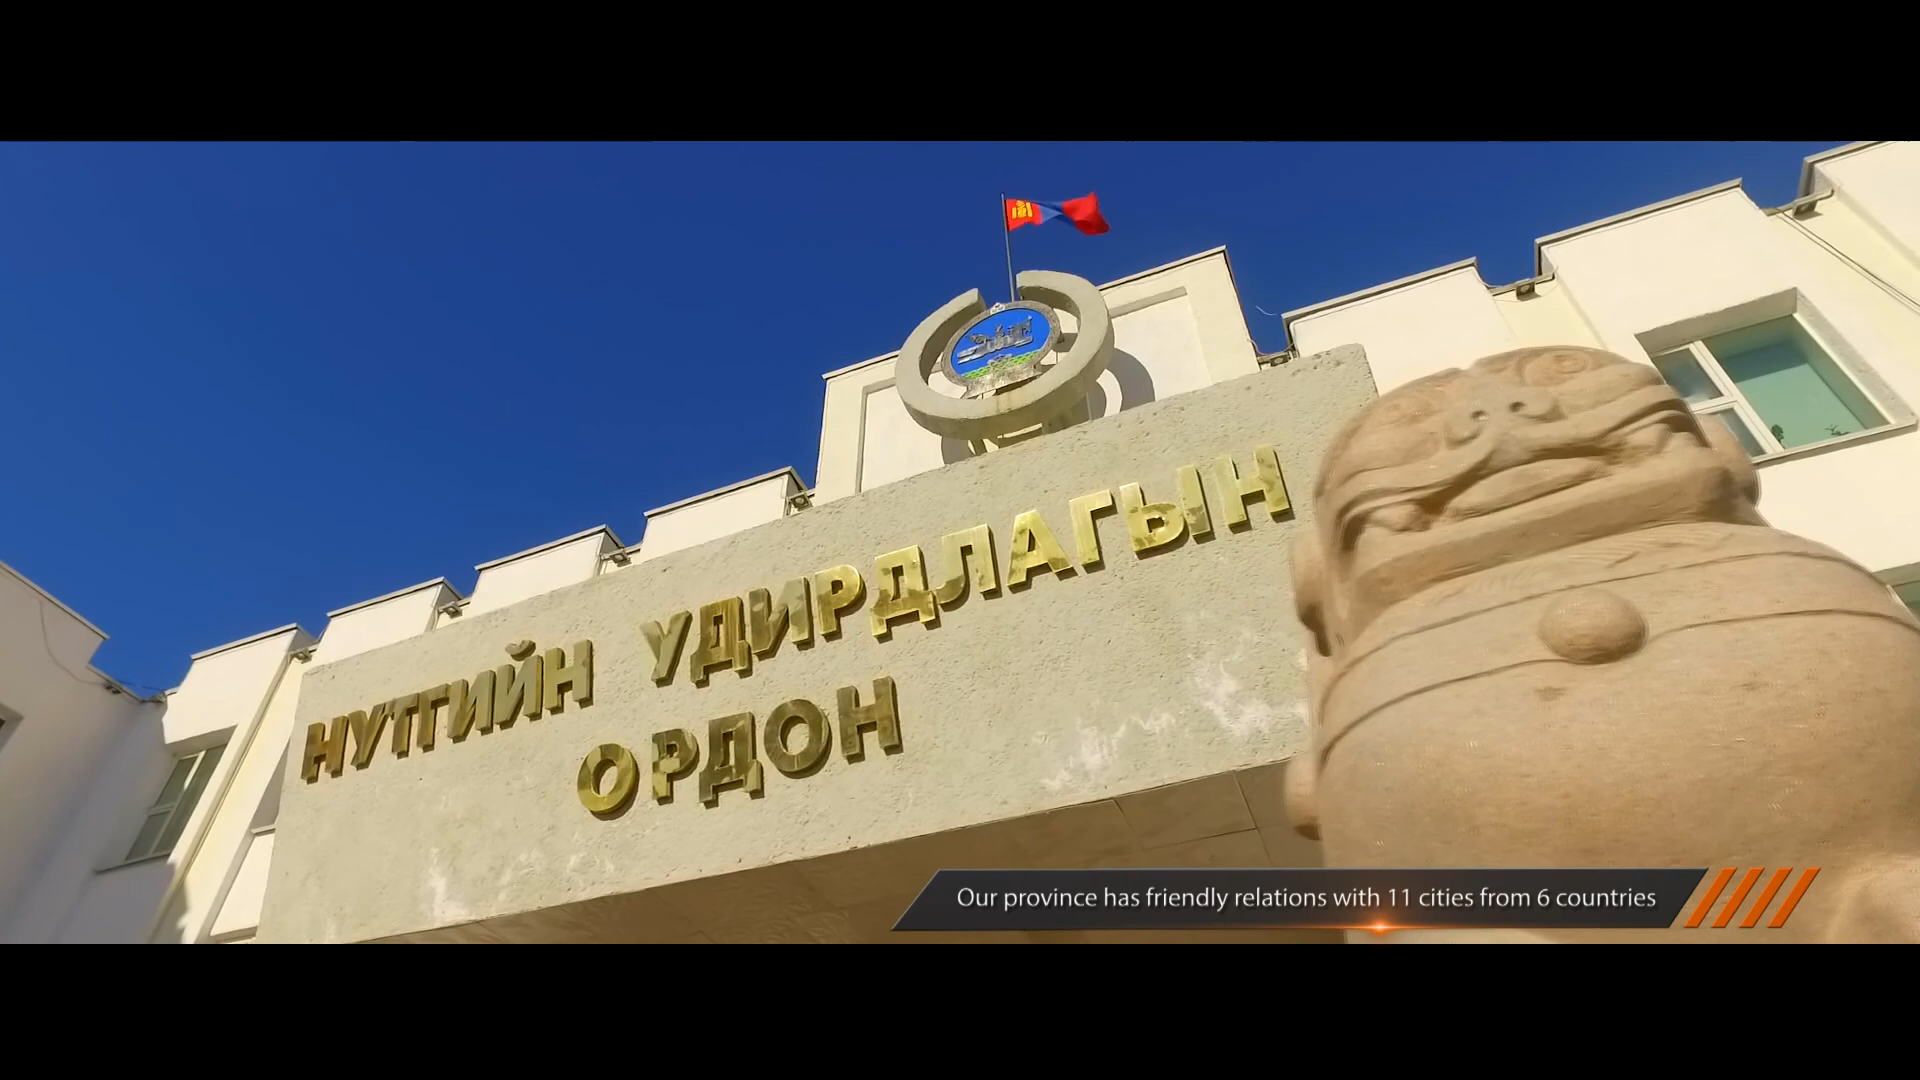 НУТГИЙН УДИРДЛАГЫН
ОРДОН
Our province has friendly relations with 11 cities from 6 countries